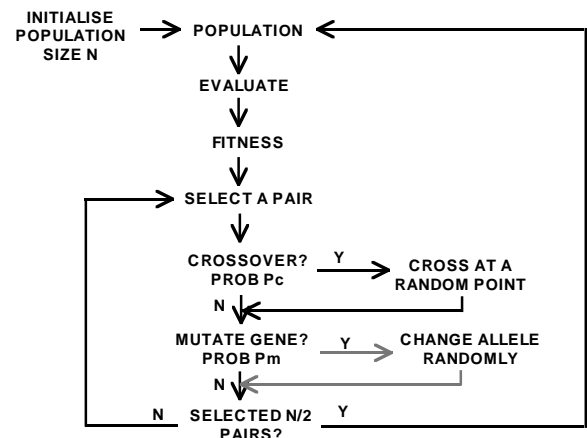 INITIALISE
POPULATION
SIZE N
POPULATION
EVALUATE
FITNESS
SELECT A PAIR
CROSSOVER?
PROB Pc
Y
CROSS AT A
RANDOM POINT
N
MUTATE GENE?
PROB Pm
Y
CHANGE ALLELE
RANDOMLY
N
N
SELECTED N/2
PAIRS?
Y